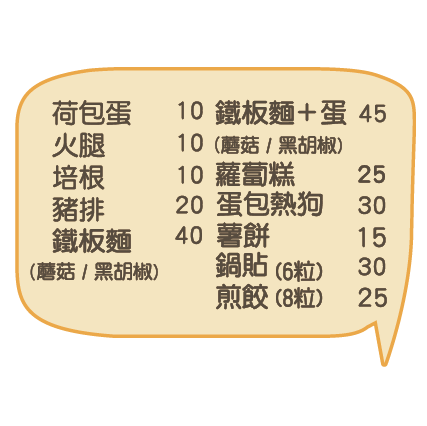 荷包蛋 10
火腿 10
培根 10
豬排 20
鐵板麵 40
(蘑菇 / 黑胡椒)
鐵板麵＋蛋 45
(蘑菇 / 黑胡椒)
蘿蔔糕 25
蛋包熱狗 30
薯餅 15
鍋貼 (6粒) 30
煎餃 (8粒) 25